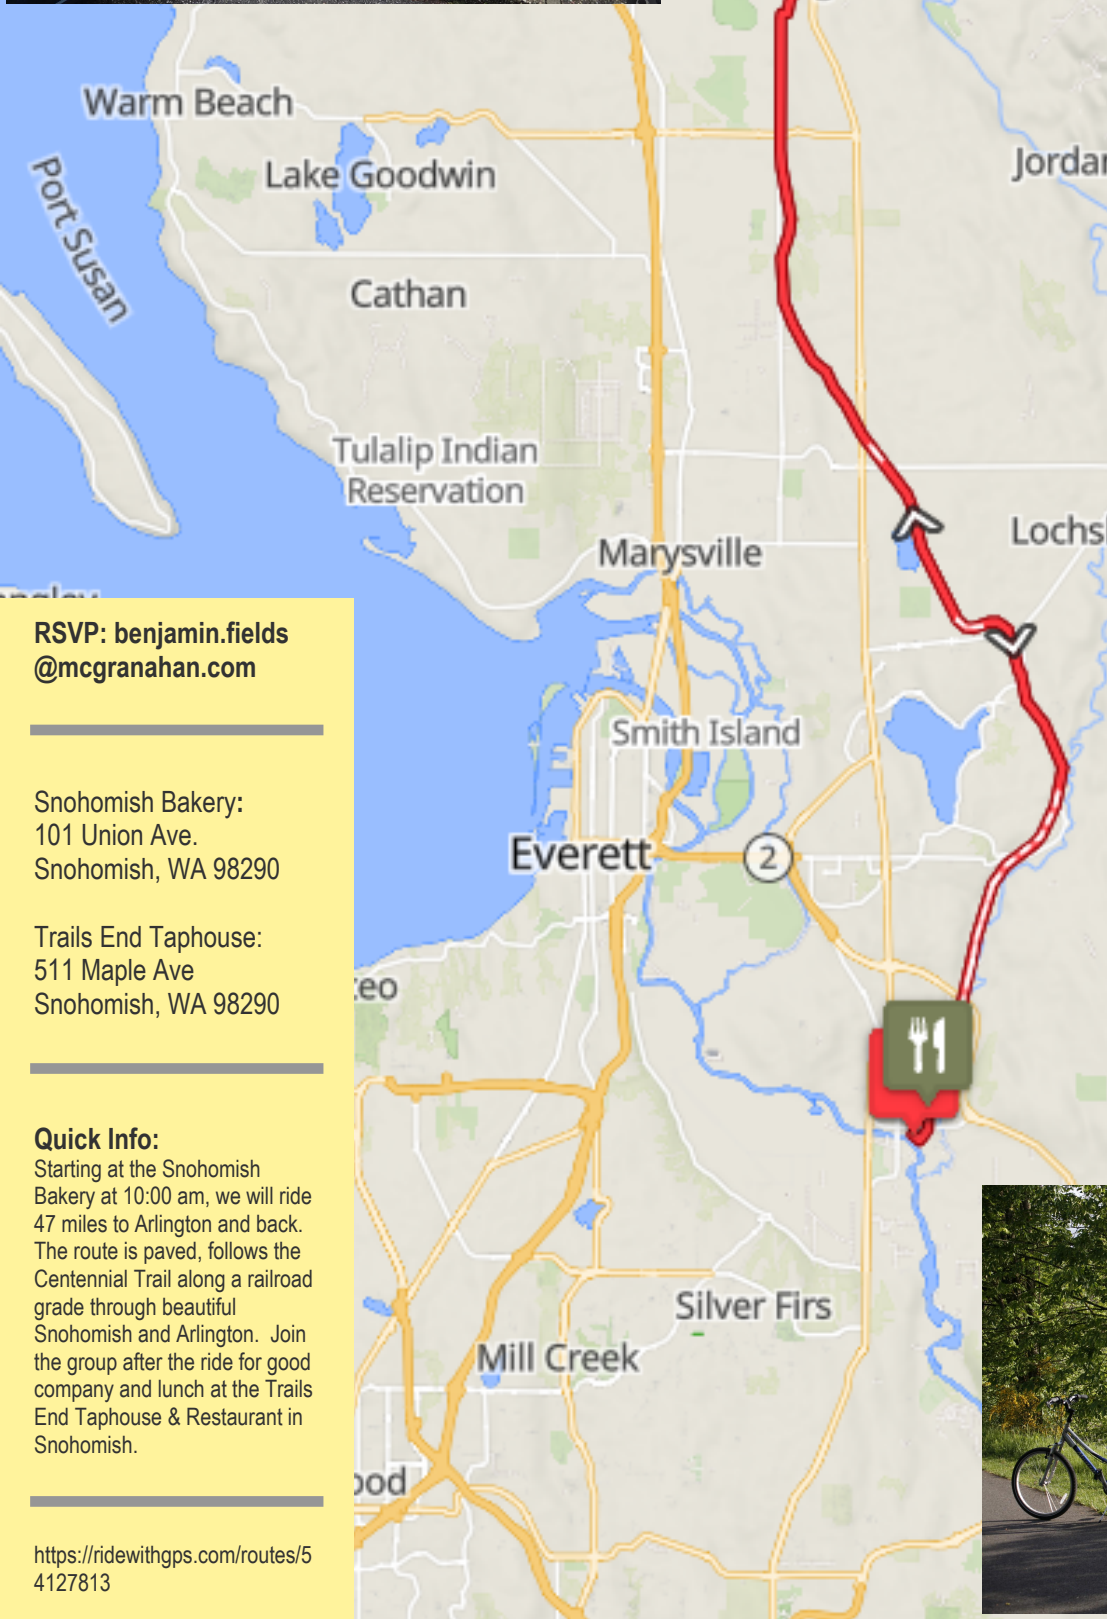 Warm Beach
Lake Goodwin
Port Susan
Cathan
Tulalip Indian
Reservation
Marysville
Smith Island
Everett
2
Silver Firs
Mill Creek
RSVP: benjamin.fields
@mcgranahan.com
Snohomish Bakery:
101 Union Ave.
Snohomish, WA 98290
Trails End Taphouse:
511 Maple Ave
Snohomish, WA 98290
Quick Info:
Starting at the Snohomish
Bakery at 10:00 am, we will ride
47 miles to Arlington and back.
The route is paved, follows the
Centennial Trail along a railroad
grade through beautiful
Snohomish and Arlington.  Join
the group after the ride for good
company and lunch at the Trails
End Taphouse & Restaurant in
Snohomish.
https://ridewithgps.com/routes/5
4127813